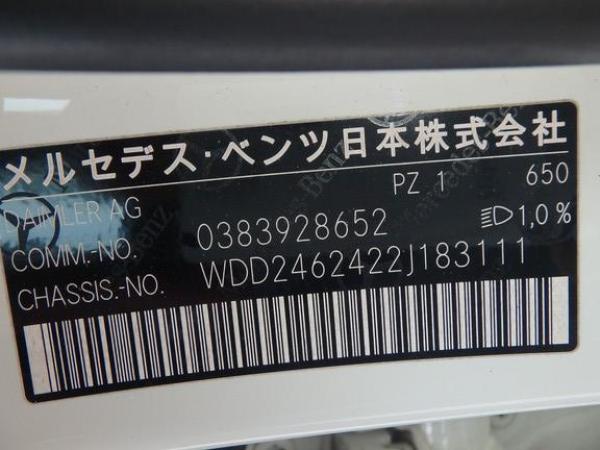 メルセデス・ベンツ日本株式会社
DAIMLER AG PZ 1 650
COMM.-NO. 0383928652 1,0 %
CHASSIS.-NO. WDD2462422J183111